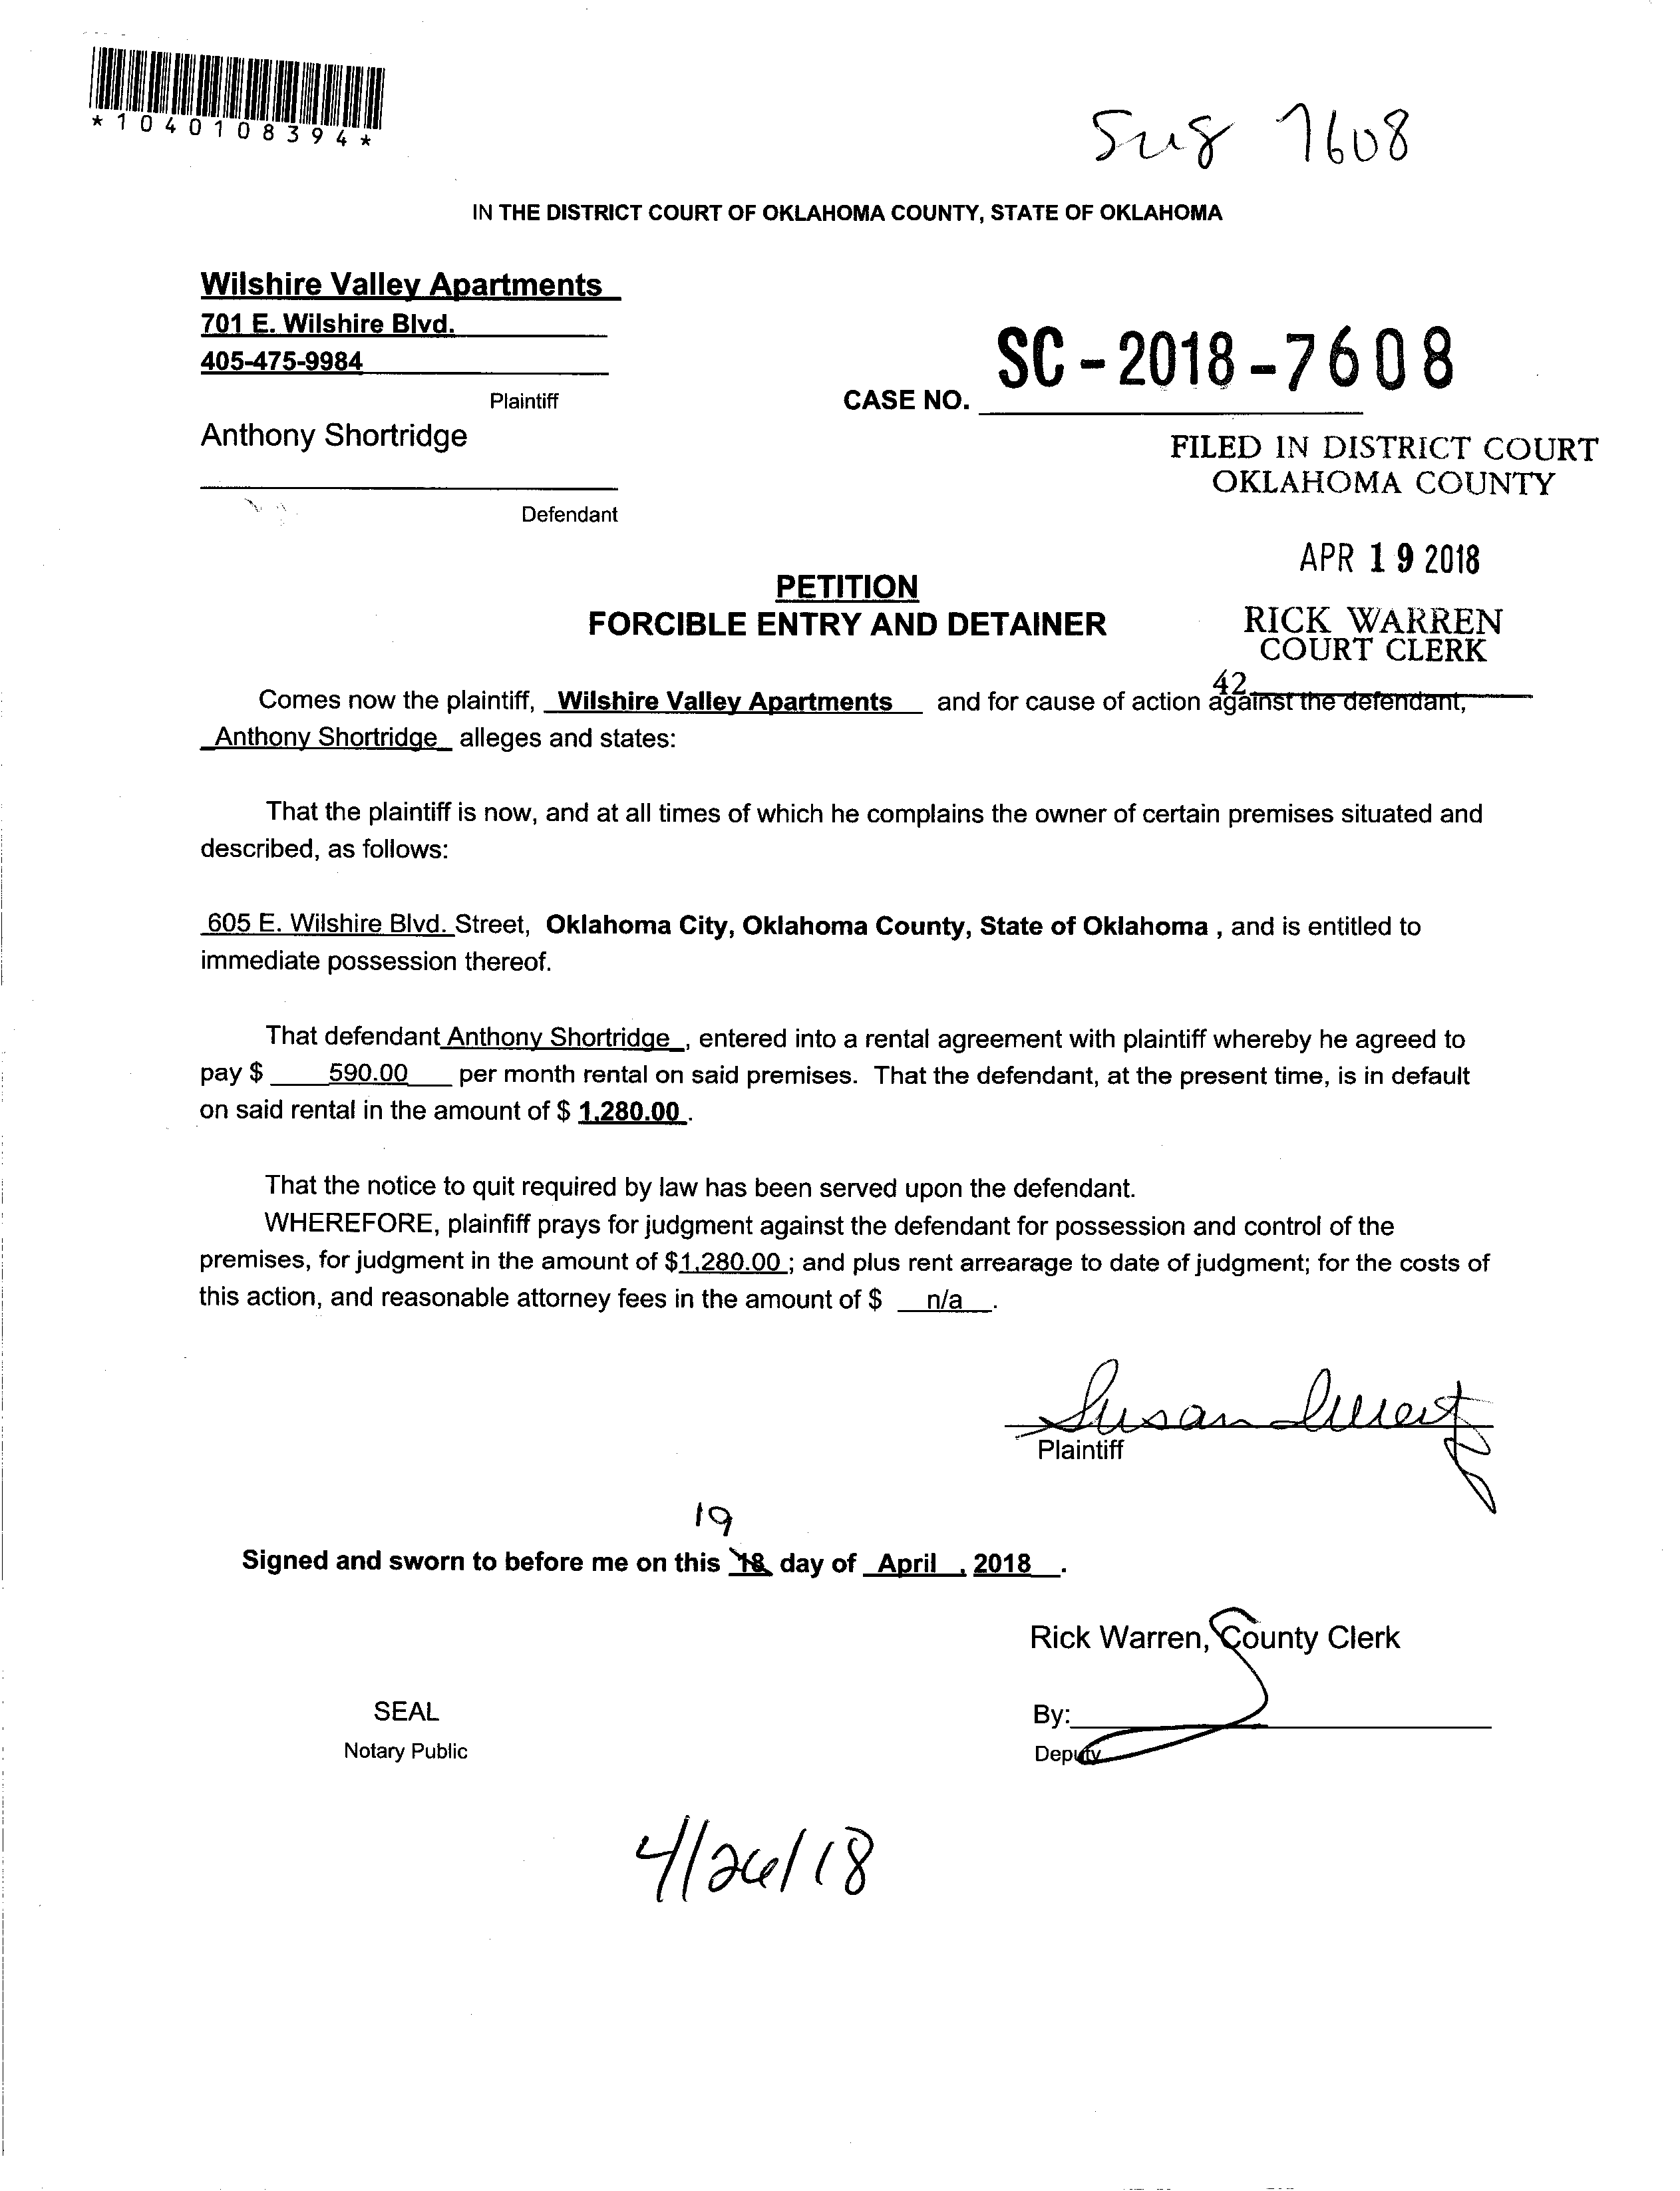 *1040108394*
7608
IN THE DISTRICT COURT OF OKLAHOMA COUNTY, STATE OF OKLAHOMA
Wilshire Valley Apartments
701 E. Wilshire Blvd.
405-475-9984
Plaintiff
SC-2018-7608
CASE NO.
Anthony Shortridge
Defendant
FILED IN DISTRICT COURT
OKLAHOMA COUNTY
APR 19 2018
RICK WARREN
COURT CLERK
42
PETITION
FORCIBLE ENTRY AND DETAINER
Comes now the plaintiff, Wilshire Valley Apartments and for cause of action against the defendant,
Anthony Shortridge alleges and states:
That the plaintiff is now, and at all times of which he complains the owner of certain premises situated and
described, as follows:
605 E. Wilshire Blvd. Street, Oklahoma City, Oklahoma County, State of Oklahoma , and is entitled to
immediate possession thereof.
That defendant Anthony Shortridge , entered into a rental agreement with plaintiff whereby he agreed to
pay $ 590.00 per month rental on said premises. That the defendant, at the present time, is in default
on said rental in the amount of $ 1,280.00 .
That the notice to quit required by law has been served upon the defendant.
WHEREFORE, plainfiff prays for judgment against the defendant for possession and control of the
premises, for judgment in the amount of $1,280.00 ; and plus rent arrearage to date of judgment; for the costs of
this action, and reasonable attorney fees in the amount of $ n/a .
Susan
Plaintiff
19
Signed and sworn to before me on this 18 day of April , 2018 .
Rick Warren, County Clerk
SEAL
By:
Notary Public
Deputy
4/26/18